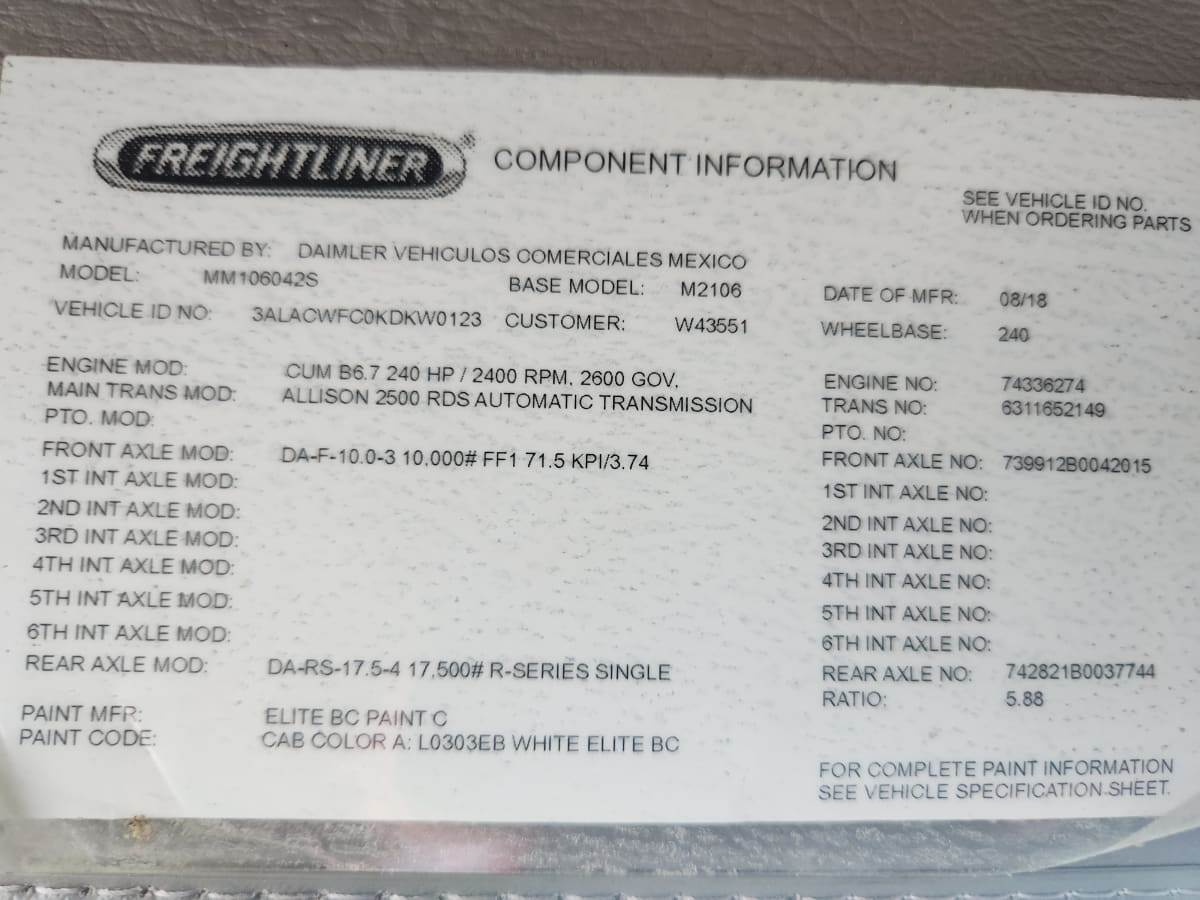 FREIGHTLINER ® COMPONENT INFORMATION
SEE VEHICLE ID NO.
WHEN ORDERING PARTS
MANUFACTURED BY: DAIMLER VEHICULOS COMERCIALES MEXICO
MODEL: MM106042S BASE MODEL: M2106 DATE OF MFR: 08/18
VEHICLE ID NO: 3ALACWFC0KDKW0123 CUSTOMER: W43551 WHEELBASE: 240
ENGINE MOD: CUM B6.7 240 HP / 2400 RPM, 2600 GOV, ENGINE NO: 74336274
MAIN TRANS MOD: ALLISON 2500 RDS AUTOMATIC TRANSMISSION TRANS NO: 6311652149
PTO. MOD: PTO. NO:
FRONT AXLE MOD: DA-F-10.0-3 10,000# FF1 71.5 KPI/3.74 FRONT AXLE NO: 739912B0042015
1ST INT AXLE MOD: 1ST INT AXLE NO:
2ND INT AXLE MOD: 2ND INT AXLE NO:
3RD INT AXLE MOD: 3RD INT AXLE NO:
4TH INT AXLE MOD: 4TH INT AXLE NO:
5TH INT AXLE MOD: 5TH INT AXLE NO:
6TH INT AXLE MOD: 6TH INT AXLE NO:
REAR AXLE MOD: DA-RS-17.5-4 17,500# R-SERIES SINGLE REAR AXLE NO: 742821B0037744
RATIO: 5.88
PAINT MFR: ELITE BC PAINT C
PAINT CODE: CAB COLOR A: L0303EB WHITE ELITE BC
FOR COMPLETE PAINT INFORMATION
SEE VEHICLE SPECIFICATION SHEET.